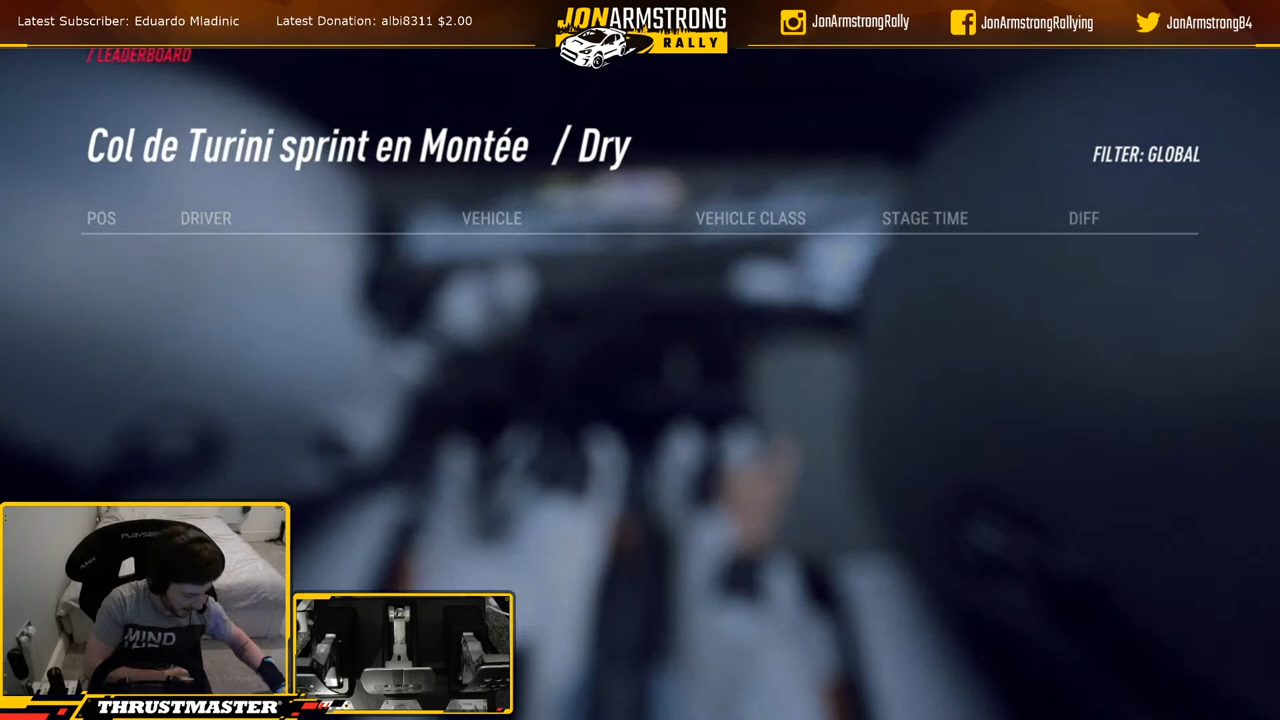 Latest Subscriber: Eduardo Mladinic
Latest Donation: albi8311 $2.00
JONARMSTRONG
RALLY
JonArmstrongRally
JonArmstrongRallying
JonArmstrong84
/ LEADERBOARD
Col de Turini sprint en Montée / Dry
FILTER: GLOBAL
POS DRIVER VEHICLE VEHICLE CLASS STAGE TIME DIFF
MIND
THRUSTMASTER